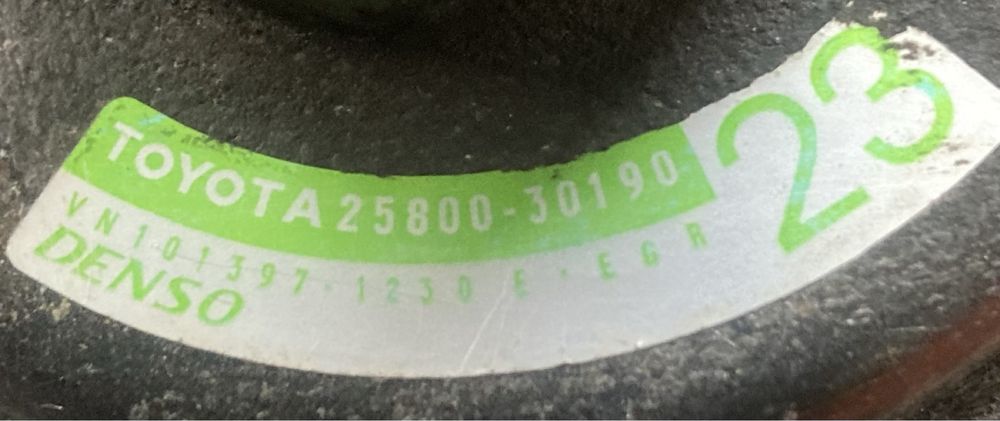 TOYOTA 25800-30190
VN101397-1230 E-EGR
DENSO
23